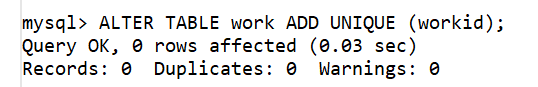 mysql> ALTER TABLE work ADD UNIQUE (workid);
Query OK, 0 rows affected (0.03 sec)
Records: 0  Duplicates: 0  Warnings: 0